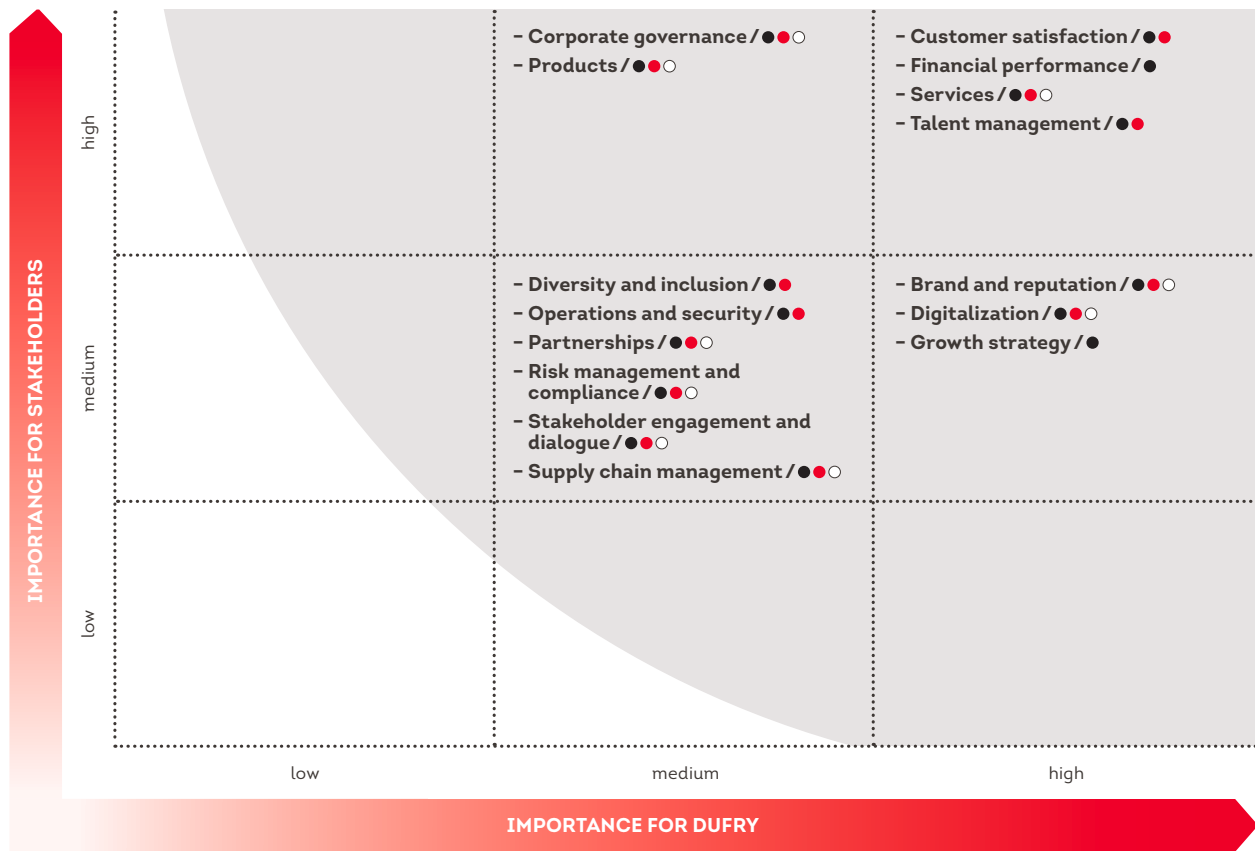 IMPORTANCE FOR STAKEHOLDERS
high
medium
low
– Corporate governance / ●●○
– Products / ●●○
– Customer satisfaction / ●●
– Financial performance / ●
– Services / ●●○
– Talent management / ●●
– Diversity and inclusion / ●●
– Operations and security / ●●
– Partnerships / ●●○
– Risk management and
compliance / ●●○
– Stakeholder engagement and
dialogue / ●●○
– Supply chain management / ●●○
– Brand and reputation / ●●○
– Digitalization / ●●○
– Growth strategy / ●
low
medium
high
IMPORTANCE FOR DUFRY